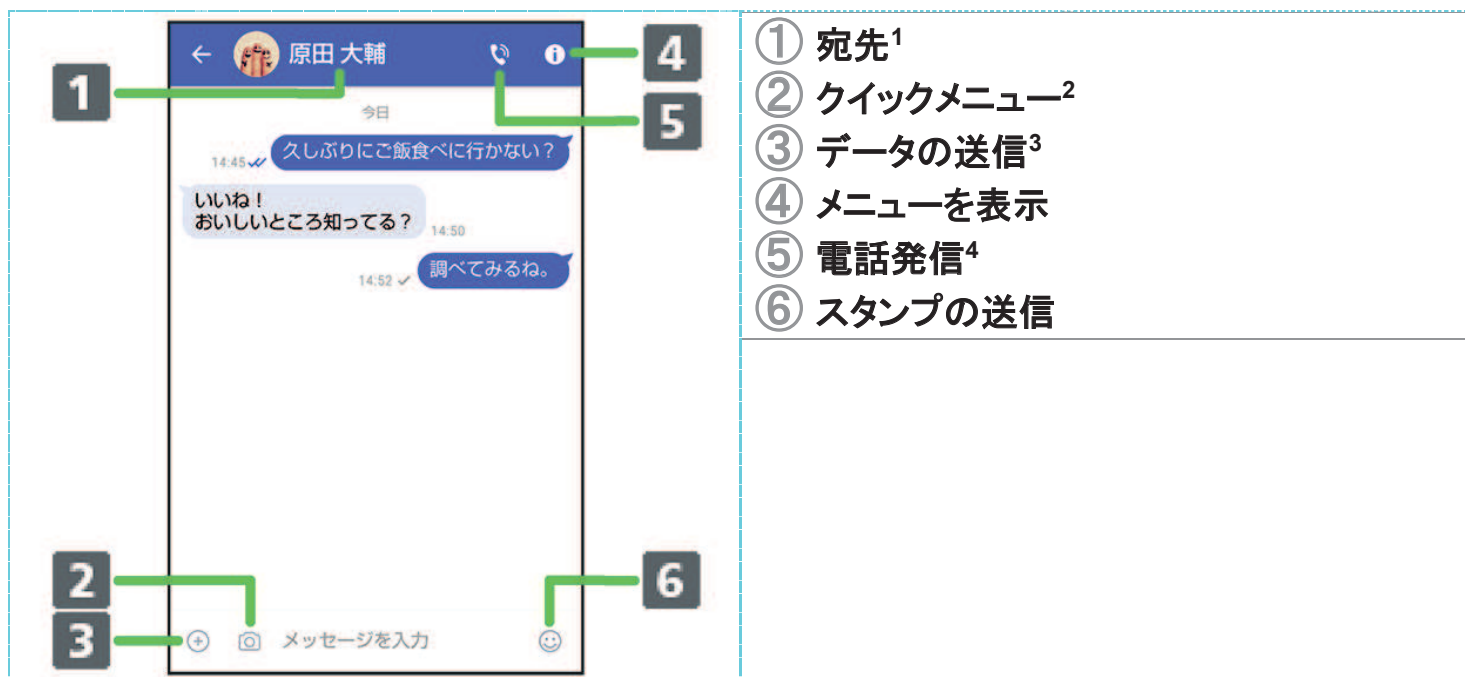 原田 大輔
4
1
5
今日
久しぶりにご飯食べに行かない？
14:45
いいね！
おいしいところ知ってる？
14:50
調べてみるね。
14:52
2
6
3
メッセージを入力
① 宛先¹
② クイックメニュー²
③ データの送信³
④ メニューを表示
⑤ 電話発信⁴
⑥ スタンプの送信